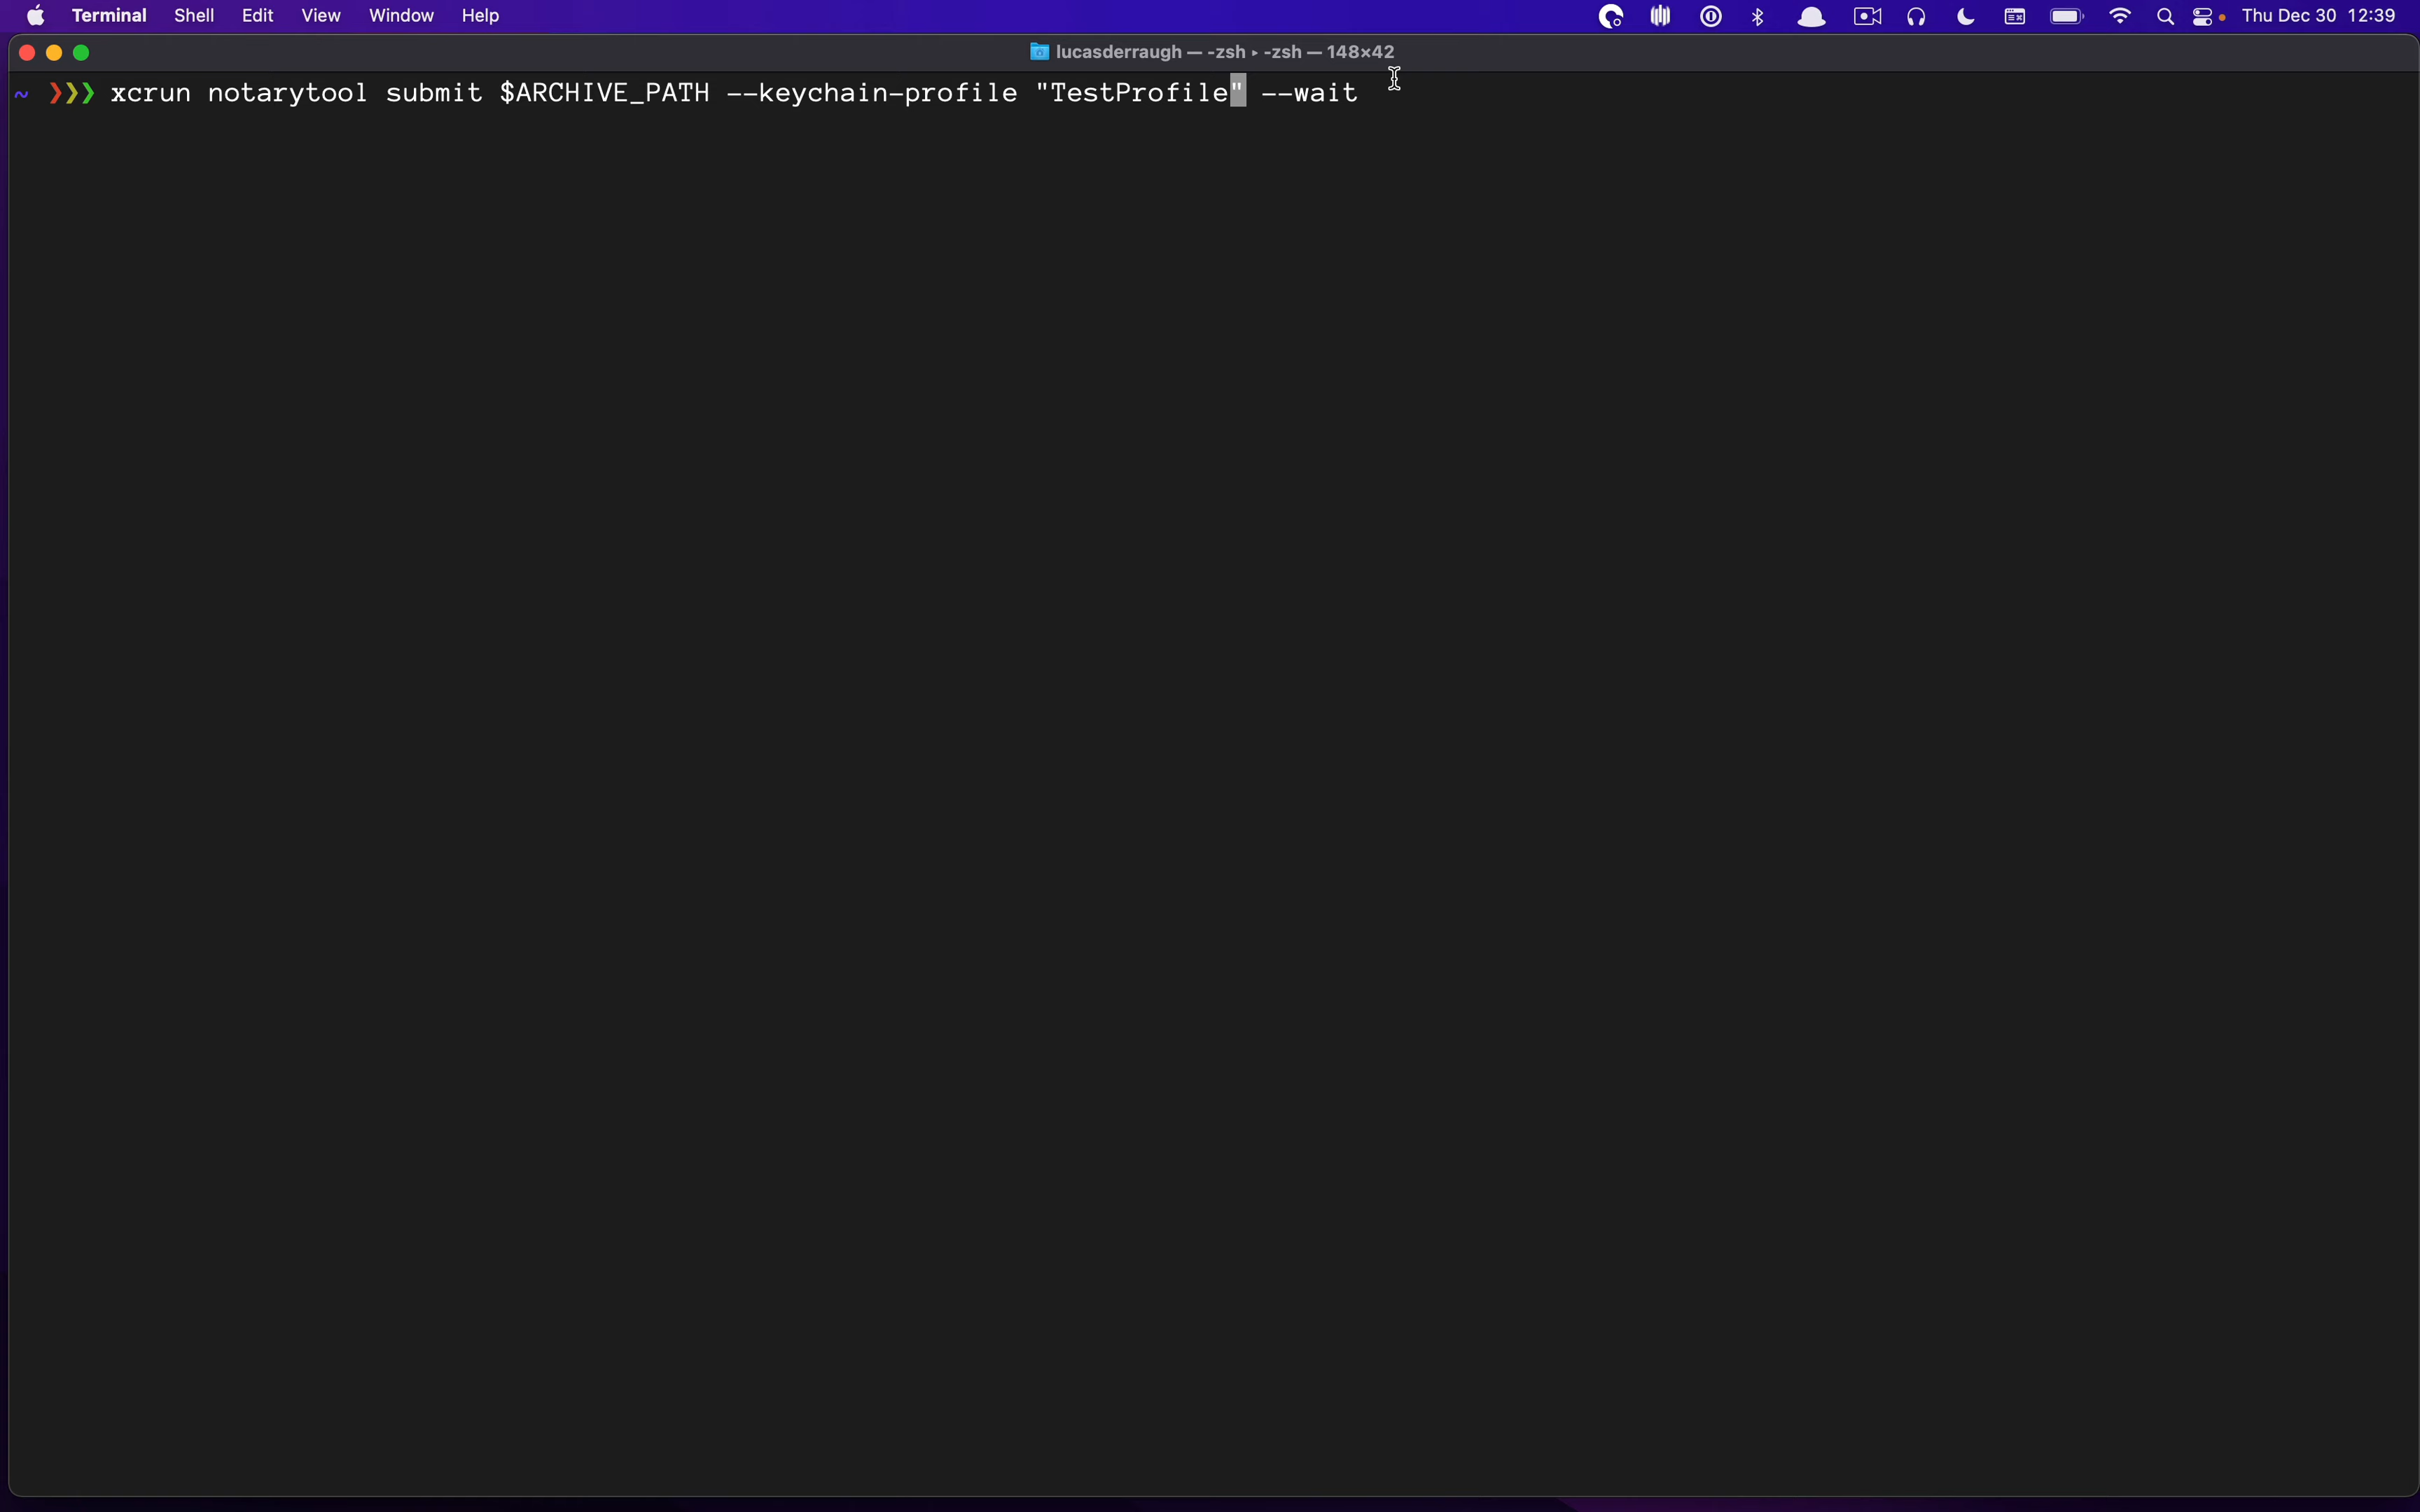 Terminal Shell Edit View Window Help Thu Dec 30 12:39
lucasderraugh — -zsh ▸ -zsh — 148×42
~ ❯❯❯ xcrun notarytool submit $ARCHIVE_PATH --keychain-profile "TestProfile" --wait